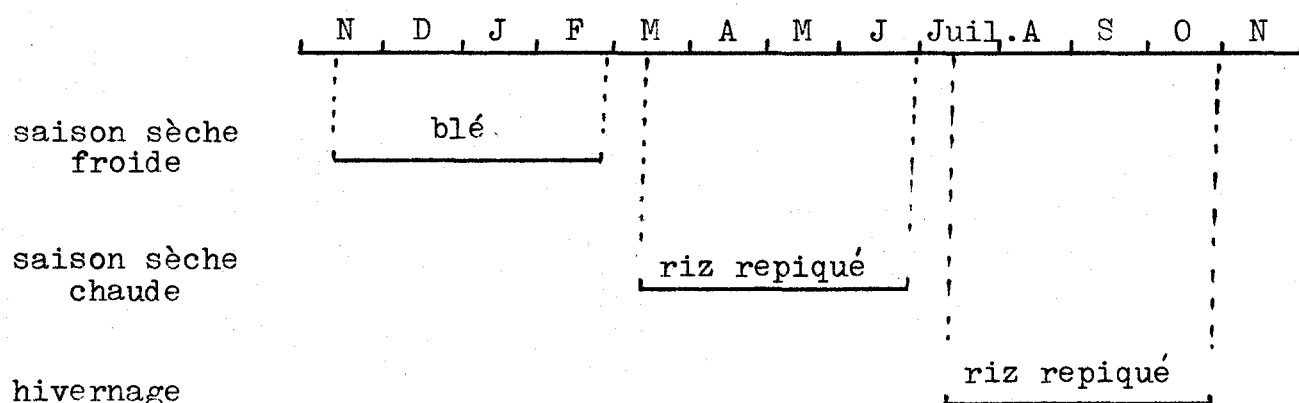 N D J F M A M J Juil. A S O N
blé
saison sèche
froide
saison sèche
riz repiqué
chaude
riz repiqué
hivernage